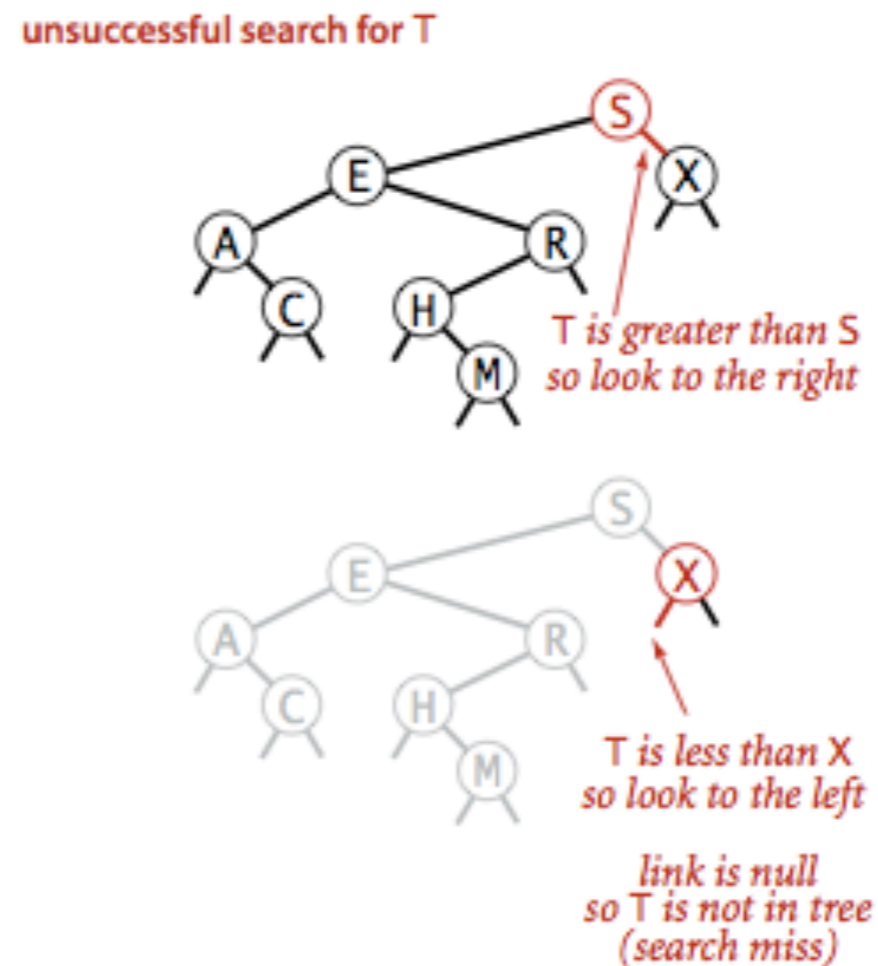 unsuccessful search for T
S
E
X
A
R
C
H
T is greater than S
M
so look to the right
S
E
X
A
R
C
H
M
T is less than X
so look to the left
link is null
so T is not in tree
(search miss)